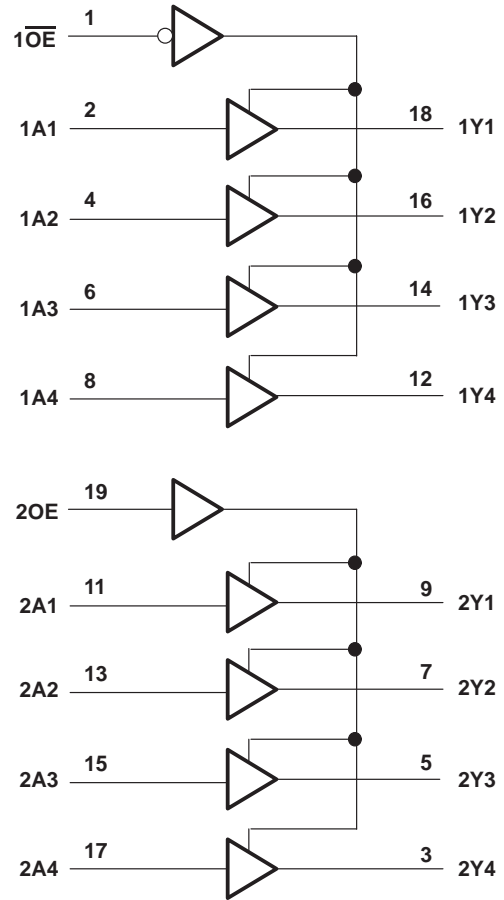 1O̅E̅ 1
1A1 2 18 1Y1
1A2 4 16 1Y2
1A3 6 14 1Y3
1A4 8 12 1Y4
2OE 19
2A1 11 9 2Y1
2A2 13 7 2Y2
2A3 15 5 2Y3
2A4 17 3 2Y4